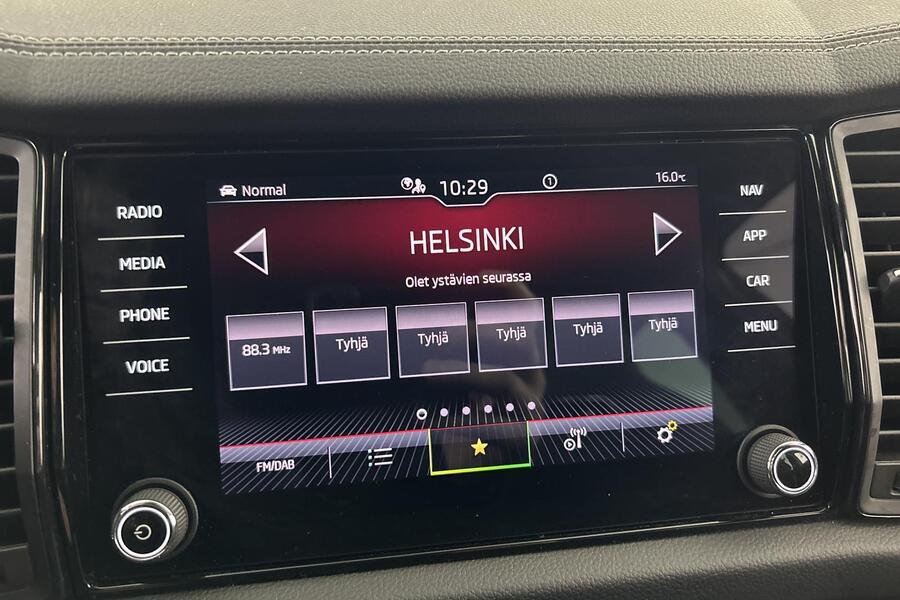 Normal
10:29
1
16.0°C
RADIO
MEDIA
PHONE
VOICE
HELSINKI
Olet ystävien seurassa
88.3 MHz
Tyhjä
Tyhjä
Tyhjä
Tyhjä
Tyhjä
FM/DAB
NAV
APP
CAR
MENU